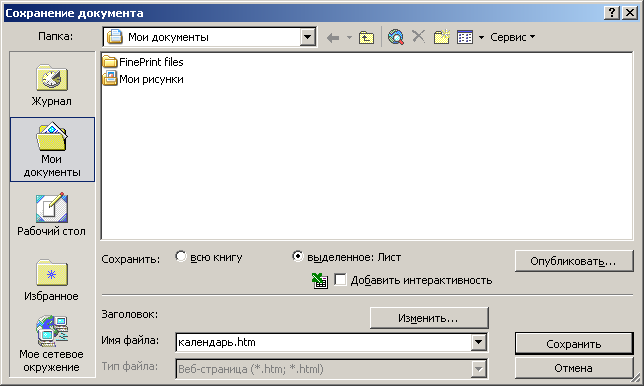 Сохранение документа
Папка: Мои документы Сервис
FinePrint files
Мои рисунки
Журнал
Мои
документы
Рабочий стол
Избранное
Мое сетевое
окружение
Сохранить: всю книгу выделенное: Лист Опубликовать...
Добавить интерактивность
Заголовок: Изменить...
Имя файла: календарь.htm Сохранить
Тип файла: Веб-страница (*.htm; *.html) Отмена